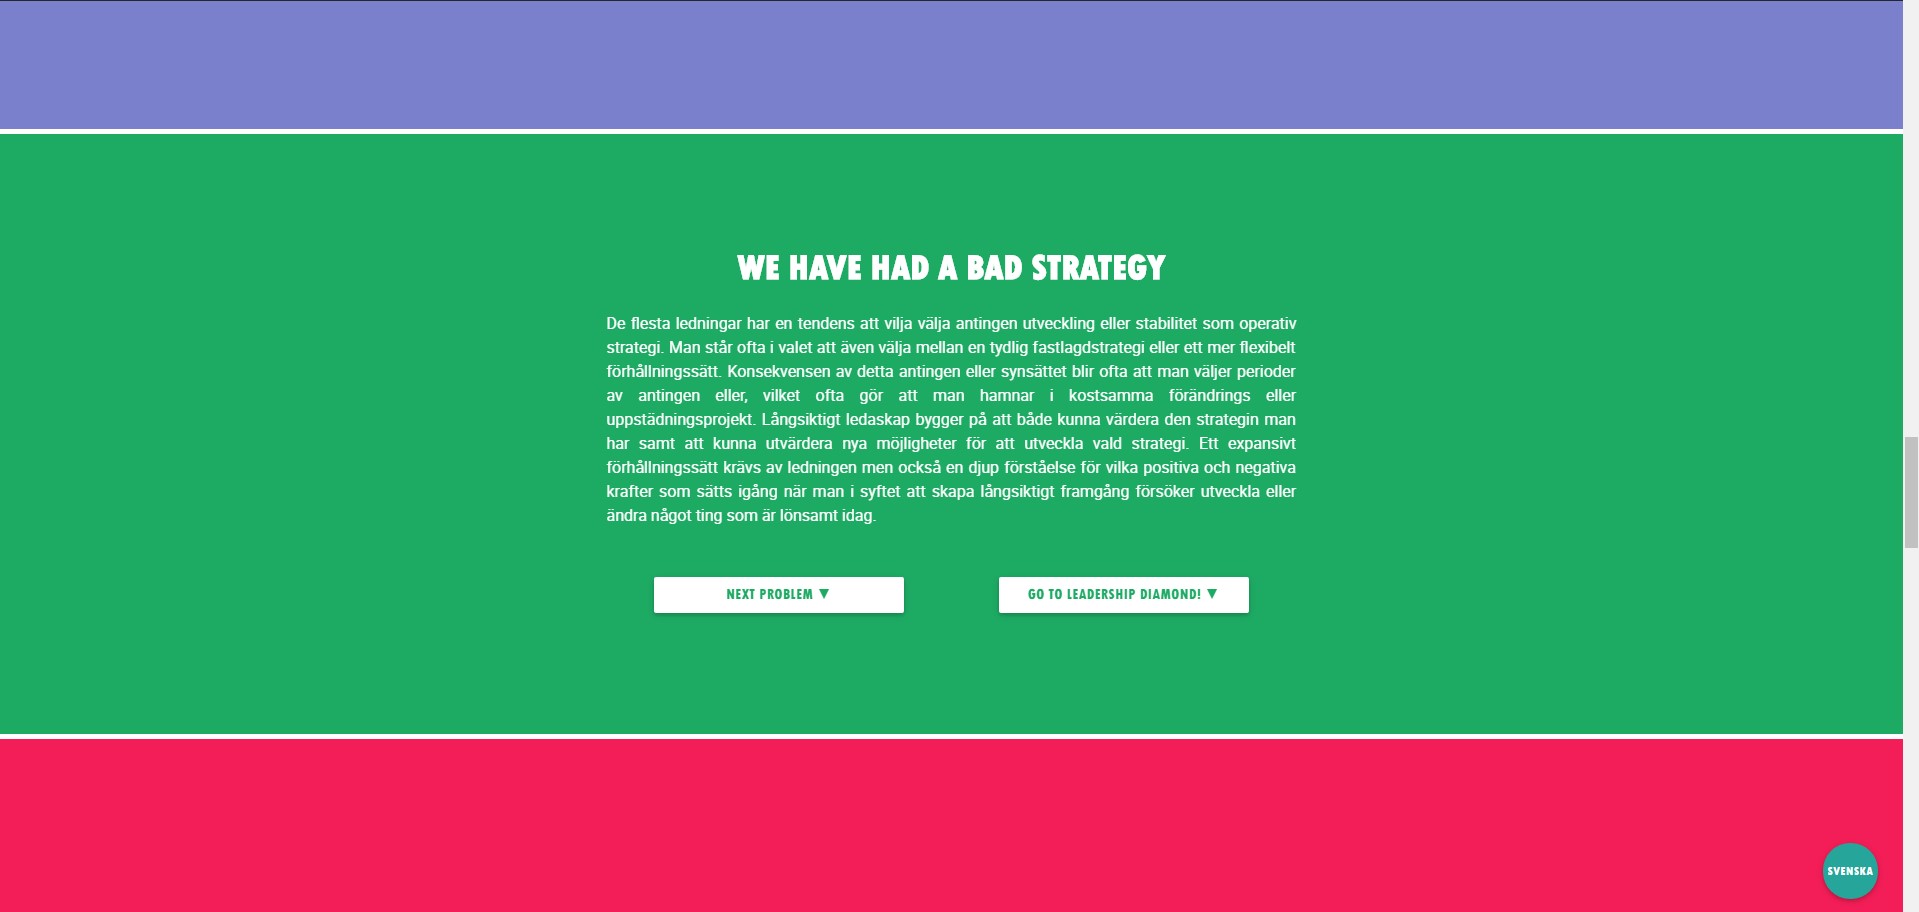 WE HAVE HAD A BAD STRATEGY
De flesta ledningar har en tendens att vilja välja antingen utveckling eller stabilitet som operativ
strategi. Man står ofta i valet att även välja mellan en tydlig fastlagdstrategi eller ett mer flexibelt
förhållningssätt. Konsekvensen av detta antingen eller synsättet blir ofta att man väljer perioder
av antingen eller, vilket ofta gör att man hamnar i kostsamma förändrings eller
uppstädningsprojekt. Långsiktigt ledaskap bygger på att både kunna värdera den strategin man
har samt att kunna utvärdera nya möjligheter för att utveckla vald strategi. Ett expansivt
förhållningssätt krävs av ledningen men också en djup förståelse för vilka positiva och negativa
krafter som sätts igång när man i syftet att skapa långsiktigt framgång försöker utveckla eller
ändra något ting som är lönsamt idag.
NEXT PROBLEM ▼
GO TO LEADERSHIP DIAMOND! ▼
SVENSKA